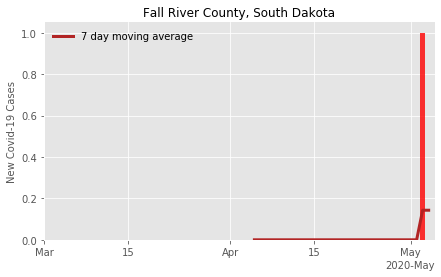 Fall River County, South Dakota
7 day moving average
New Covid-19 Cases
1.0
0.8
0.6
0.4
0.2
0.0
Mar 15 Apr 15 May
2020-May